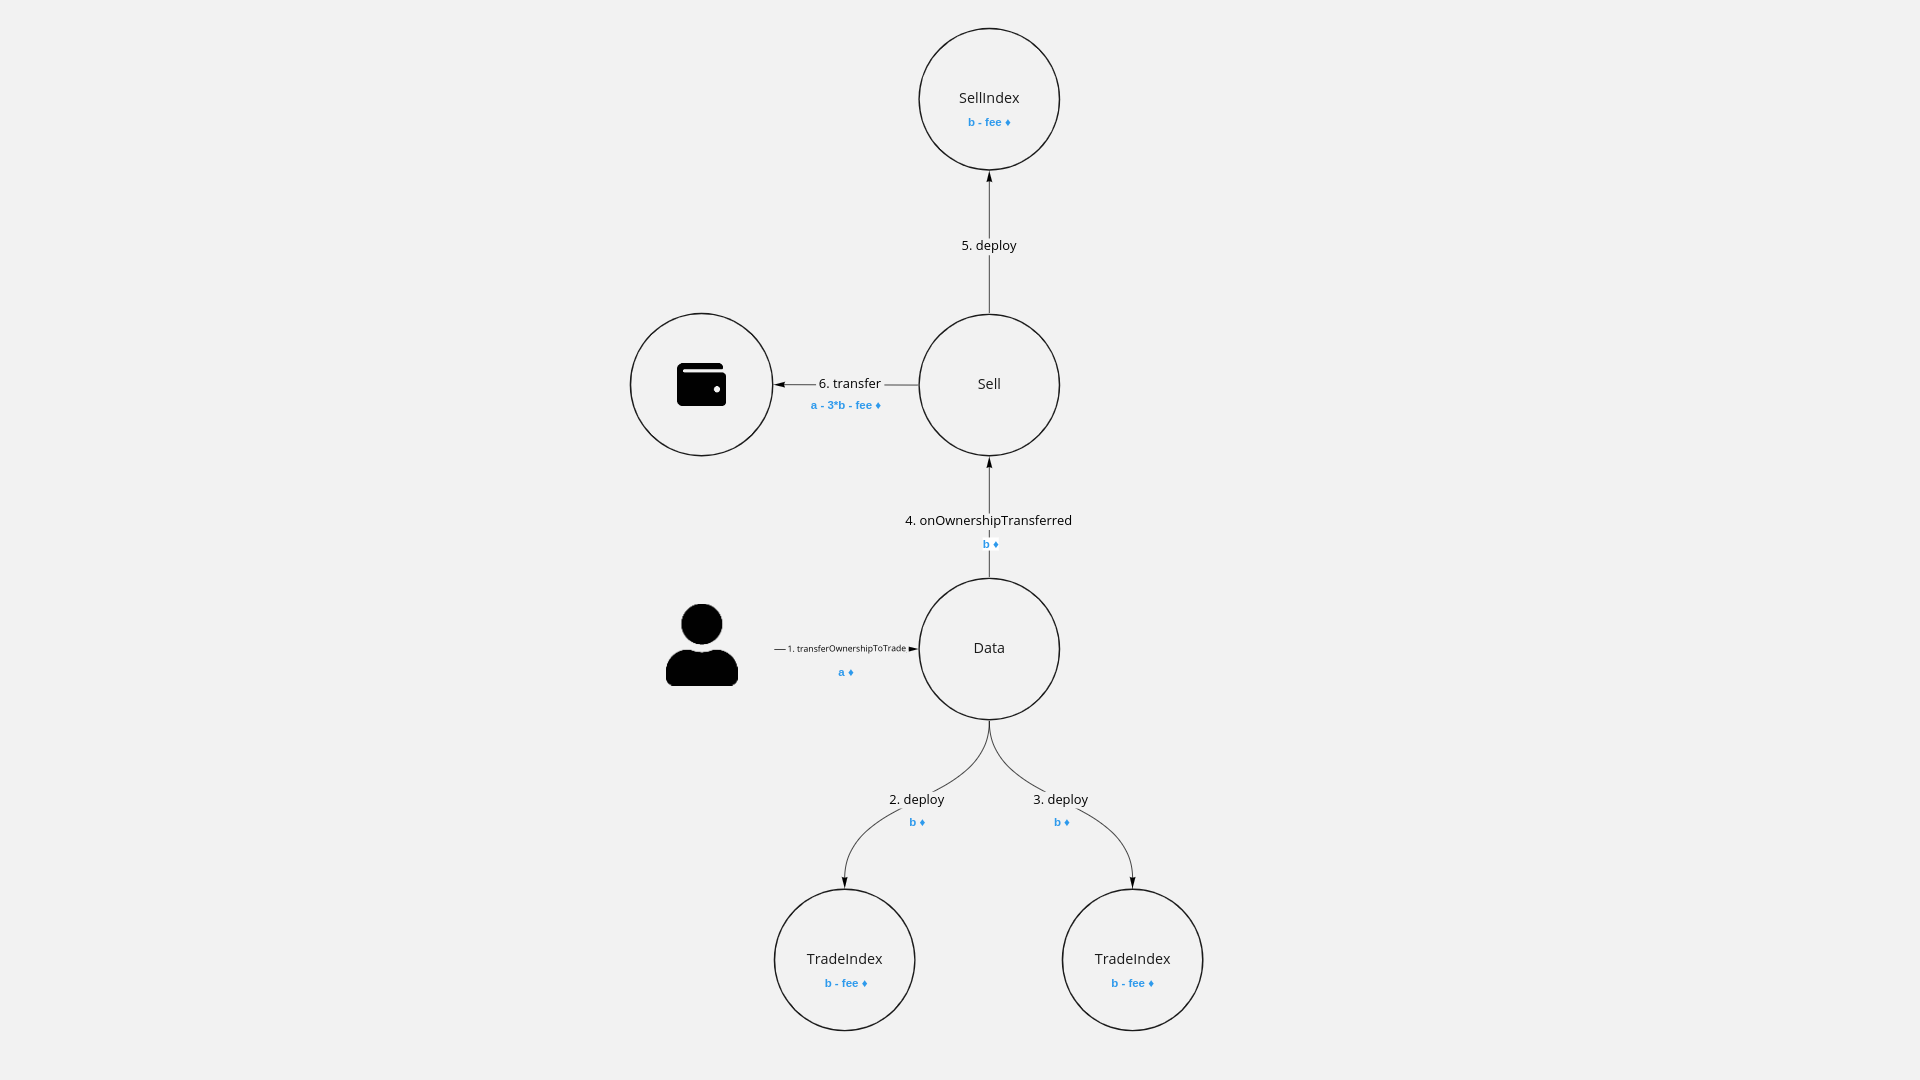 SellIndex
b - fee ♦
5. deploy
Sell
6. transfer
a - 3*b - fee ♦
4. onOwnershipTransferred
b ♦
1. transferOwnershipToTrade
a ♦
Data
2. deploy
b ♦
3. deploy
b ♦
TradeIndex
b - fee ♦
TradeIndex
b - fee ♦